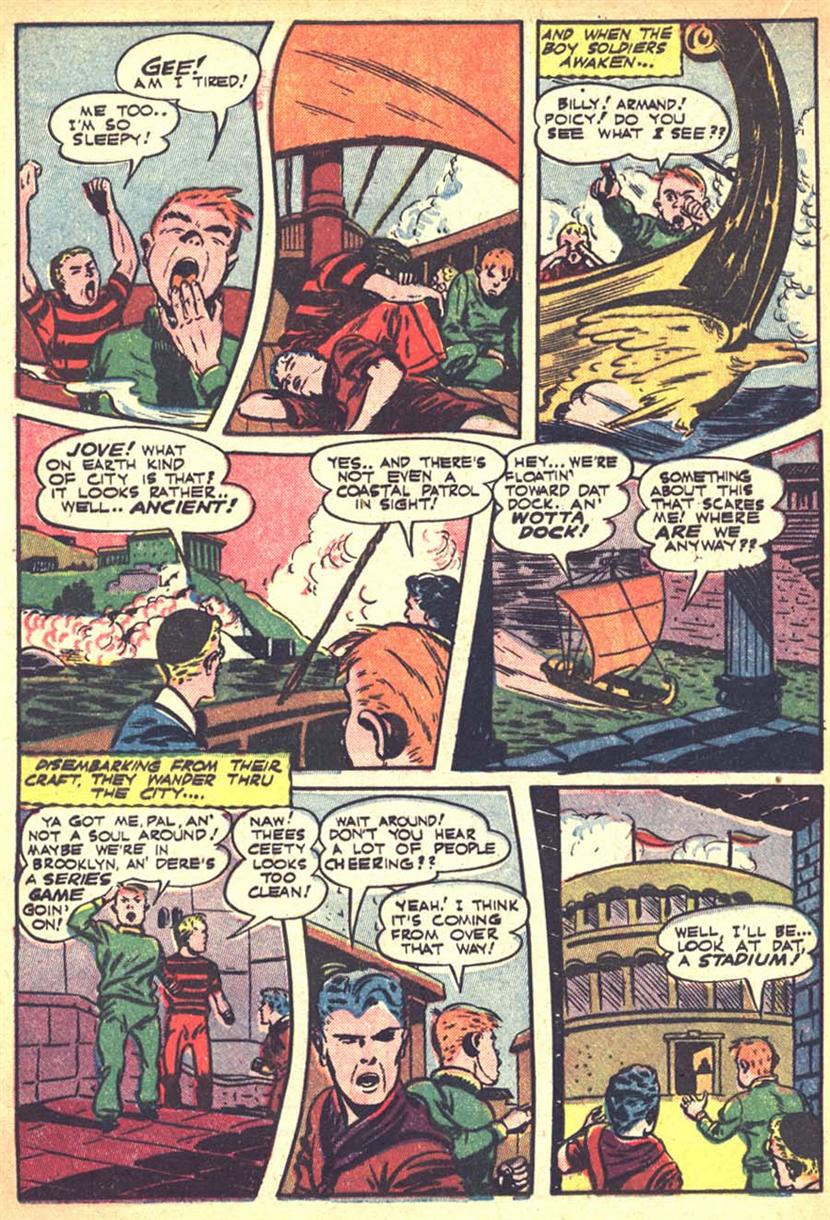 GEE!
AM I TIRED!
ME TOO..
I'M SO
SLEEPY!
AND WHEN THE
BOY SOLDIERS
AWAKEN...
BILLY! ARMAND!
POICY! DO YOU
SEE WHAT I SEE??
JOVE! WHAT
ON EARTH KIND
OF CITY IS THAT?
IT LOOKS RATHER..
WELL.. ANCIENT!
YES.. AND THERE'S
NOT EVEN A
COASTAL PATROL
IN SIGHT!
HEY... WE'RE
FLOATIN'
TOWARD DAT
DOCK.. AN'
WOTTA
DOCK!
SOMETHING
ABOUT THIS
THAT SCARES
ME! WHERE
ARE WE
ANYWAY??
DISEMBARKING FROM THEIR
CRAFT, THEY WANDER THRU
THE CITY....
YA GOT ME, PAL, AN'
NOT A SOUL AROUND!
MAYBE WE'RE IN
BROOKLYN, AN' DERE'S
A SERIES
GAME
GOIN'
ON!
NAW!
THEES
CEETY
LOOKS
TOO
CLEAN!
WAIT AROUND!
DON'T YOU HEAR
A LOT OF PEOPLE
CHEERING??
YEAH! I THINK
IT'S COMING
FROM OVER
THAT WAY!
WELL, I'LL BE...
LOOK AT DAT,
A STADIUM!